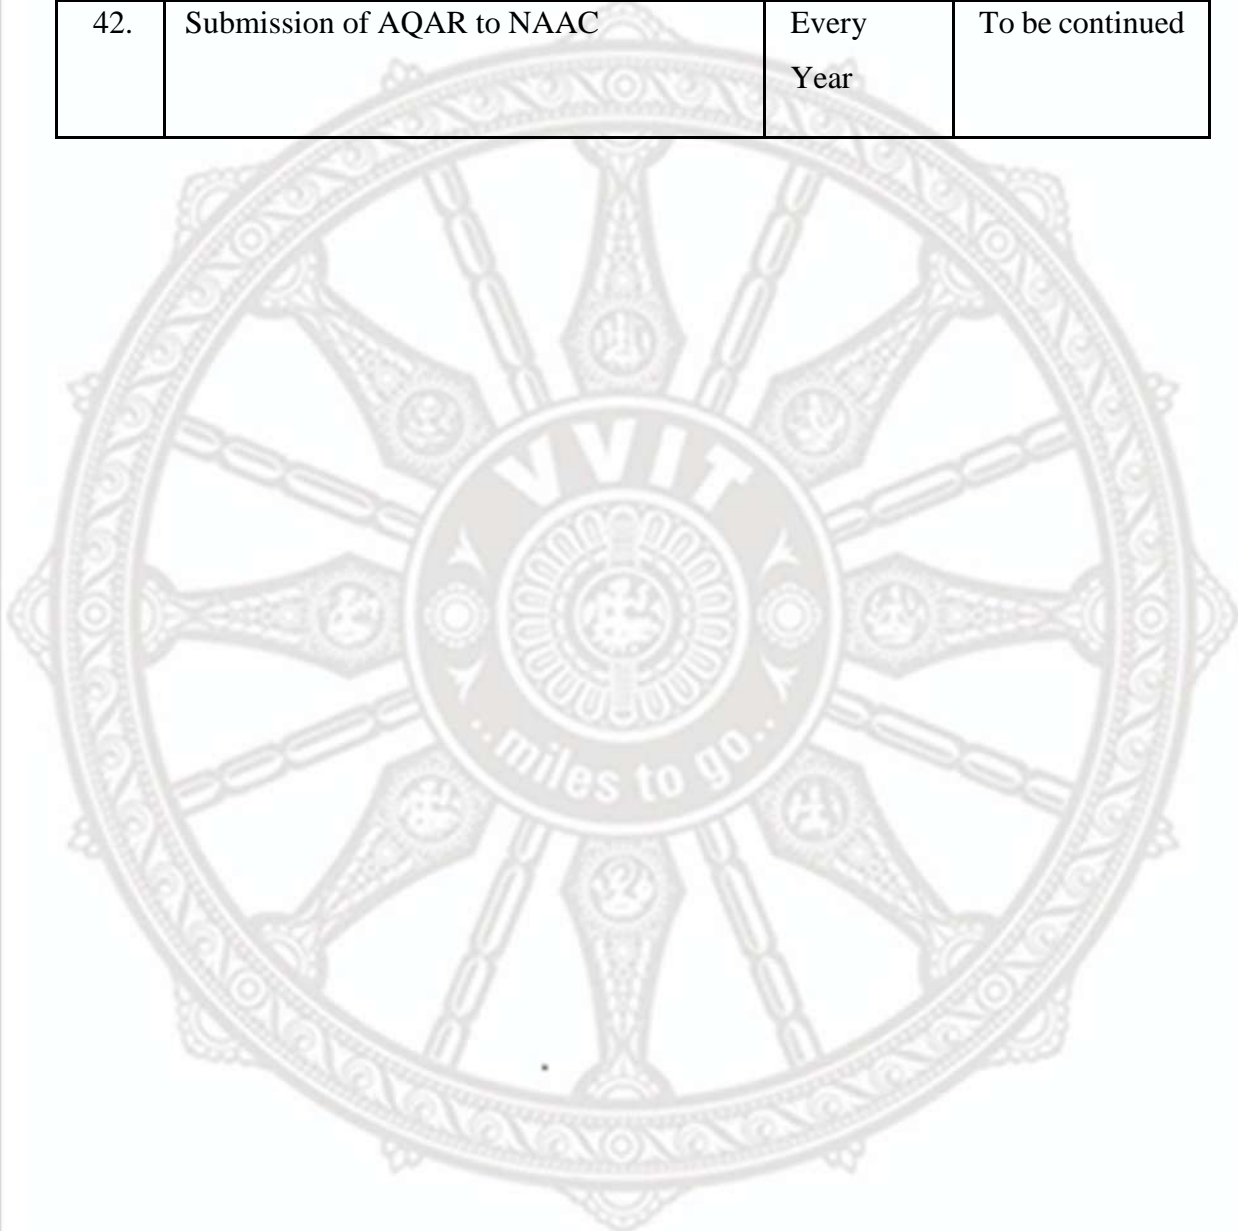 42. Submission of AQAR to NAAC Every To be continued
Year
VVIT
..miles to go..